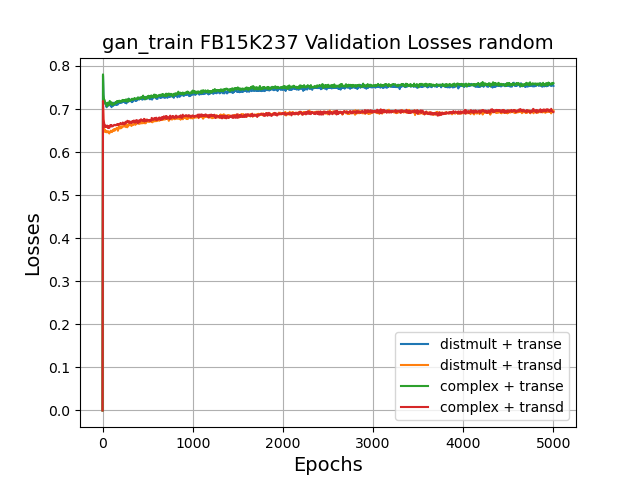 gan_train FB15K237 Validation Losses random
0.8
0.7
0.6
0.5
0.4
0.3
0.2
0.1
0.0
Losses
distmult + transe
distmult + transd
complex + transe
complex + transd
0 1000 2000 3000 4000 5000
Epochs